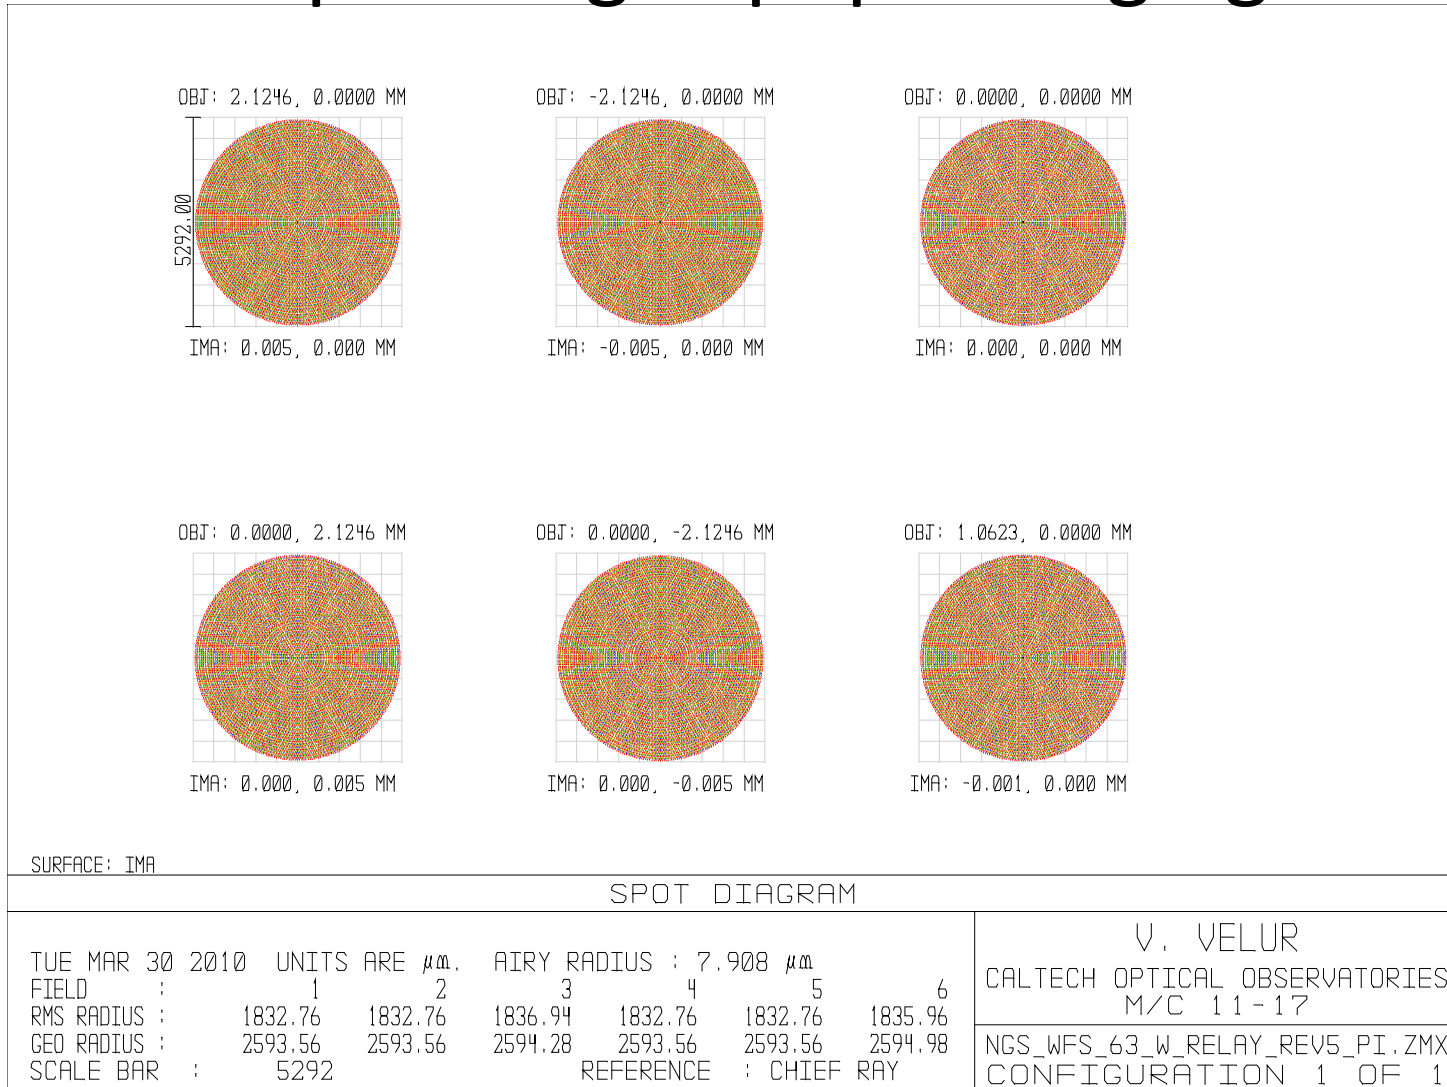 OBJ: 2.1246, 0.0000 MM
OBJ: -2.1246, 0.0000 MM
OBJ: 0.0000, 0.0000 MM
5292.00
IMA: 0.005, 0.000 MM
IMA: -0.005, 0.000 MM
IMA: 0.000, 0.000 MM
OBJ: 0.0000, 2.1246 MM
OBJ: 0.0000, -2.1246 MM
OBJ: 1.0623, 0.0000 MM
IMA: 0.000, 0.005 MM
IMA: 0.000, -0.005 MM
IMA: -0.001, 0.000 MM
SURFACE: IMA
SPOT DIAGRAM
TUE MAR 30 2010 UNITS ARE µm. AIRY RADIUS : 7.908 µm
FIELD : 1 2 3 4 5 6
RMS RADIUS : 1832.76 1832.76 1836.94 1832.76 1832.76 1835.96
GEO RADIUS : 2593.56 2593.56 2594.28 2593.56 2593.56 2594.98
SCALE BAR : 5292 REFERENCE : CHIEF RAY
V. VELUR
CALTECH OPTICAL OBSERVATORIES
M/C 11-17
NGS_WFS_63_W_RELAY_REV5_PI.ZMX
CONFIGURATION 1 OF 1